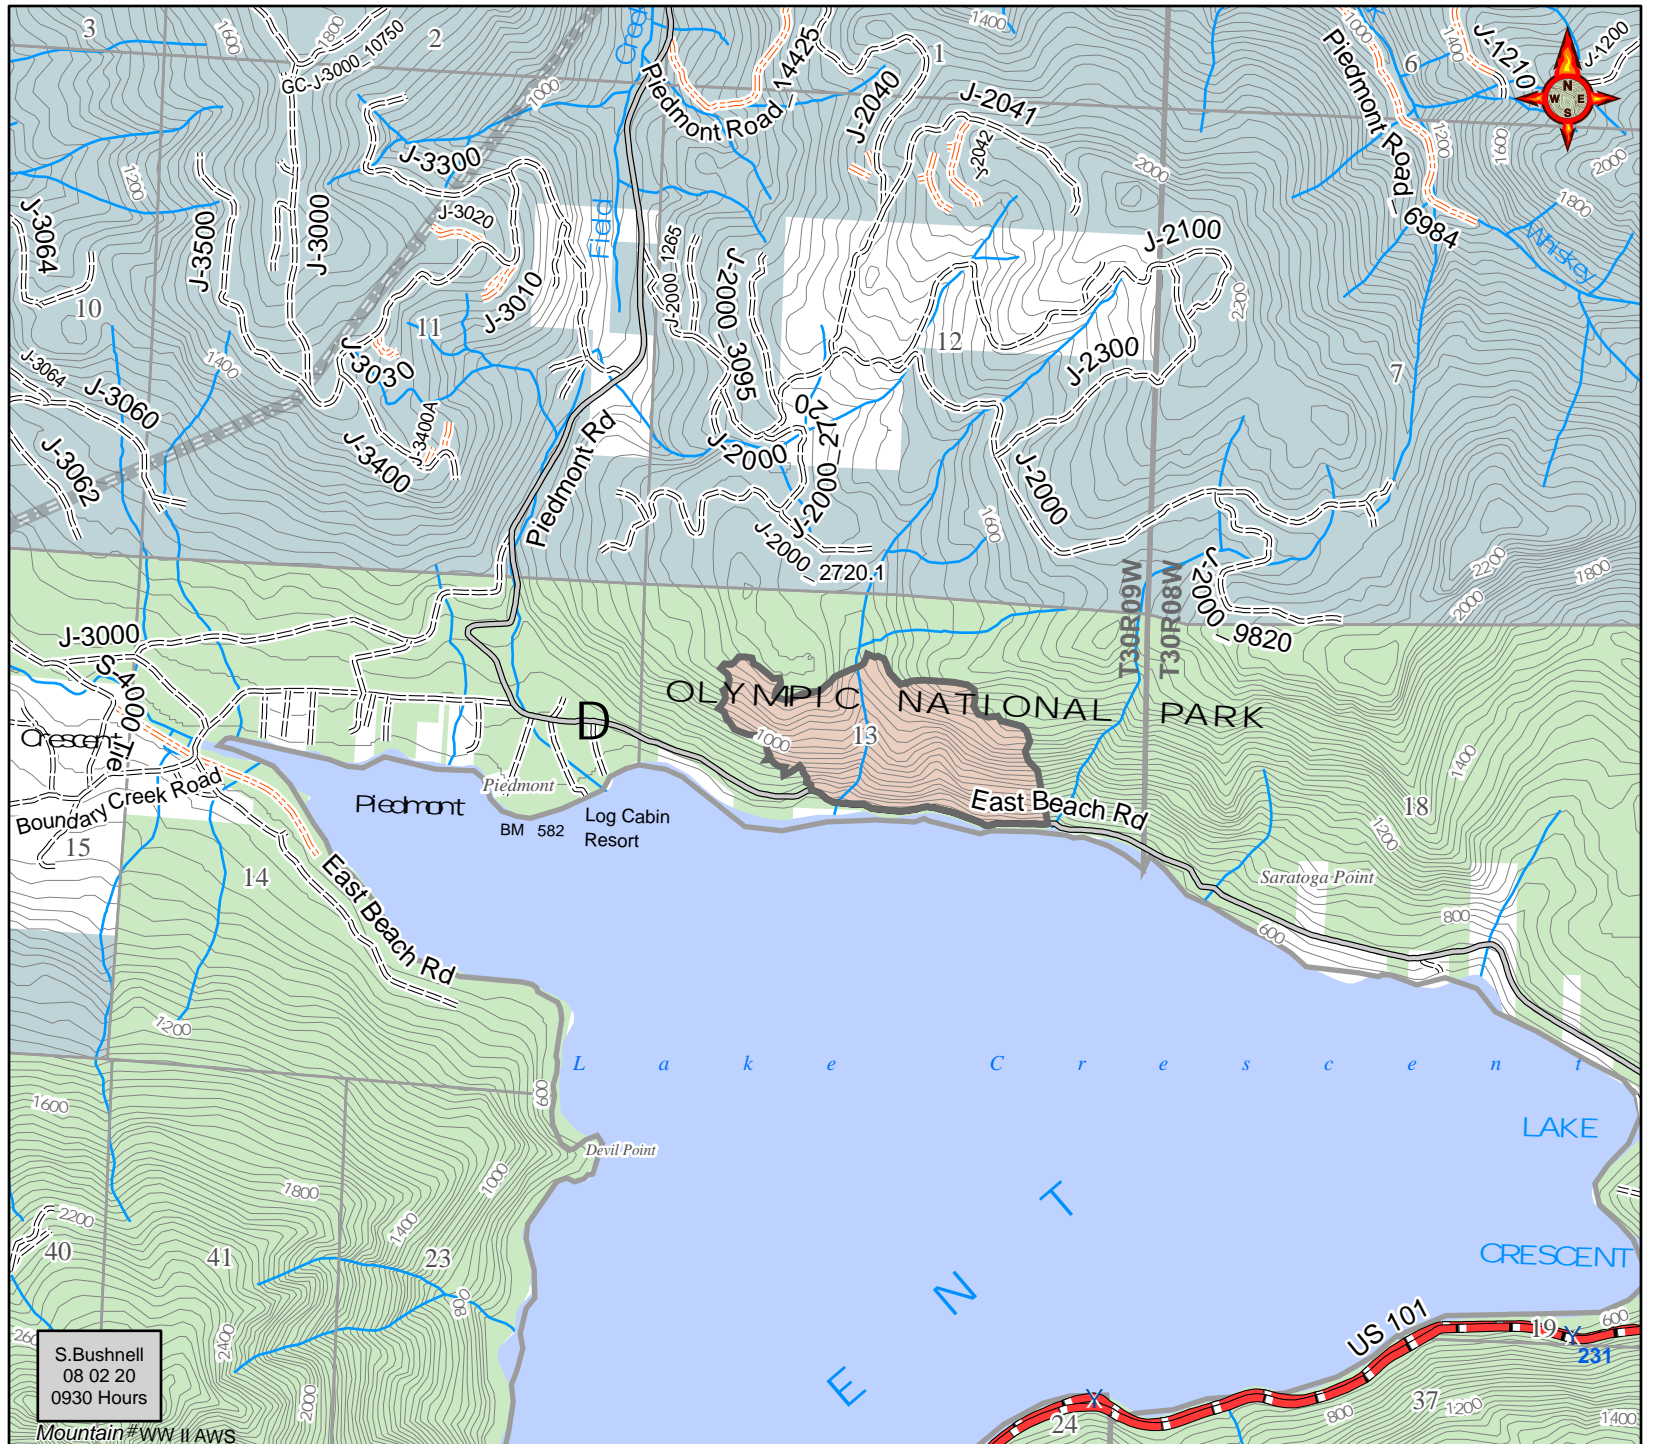 3
1600
1800
GC-J-3000_10750
2
1000
Field
Creek
Piedmont Road_14425
J-2040
1
1400
J-2041
J-2042
2000
Piedmont Road_6984
1000
1400
6
J-1210
J-1200
1200
1600
2000
1800
N
W E
S
Whiskey
1200
J-3064
J-3500
J-3000
J-3300
J-3020
J-3010
10
11
J-3030
1400
J-3064
J-3060
J-3062
J-3400A
J-3400
J-2000_1265
J-2000_3095
J-2000
J-2000_2720
J-2000_2720.1
12
J-2100
J-2300
2200
7
J-2000
1600
Piedmont Rd
T30R09W
T30R08W
J-2000_9820
2200
2000
1800
J-3000
S-4000
Crescent
Tie
Boundary Creek Road
15
14
East Beach Rd
Piedmont
D
Piedmont
BM 582
Log Cabin
Resort
OLYMPIC NATIONAL PARK
1000
13
East Beach Rd
1400
1200
18
Saratoga Point
800
600
1200
Lake Crescent
600
1600
Devil Point
LAKE
CRESCENT
1000
1800
1400
2200
40
41
23
800
2400
2000
T
N
E
US 101
19
Y
231
600
X
24
37
800
1200
1400
S.Bushnell
08 02 20
0930 Hours
Mountain #WW II AWS